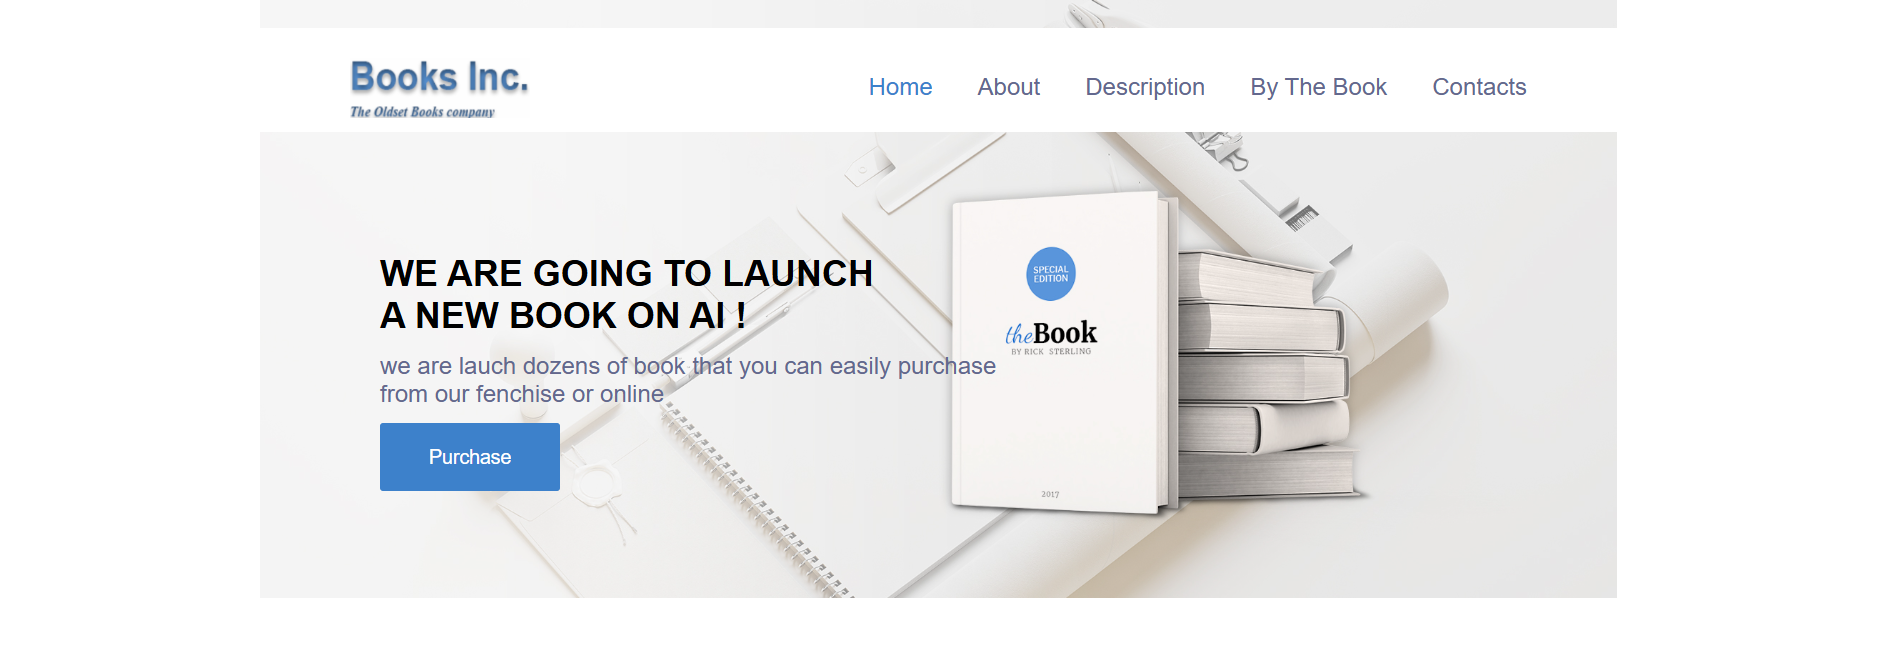 Books Inc.
The Oldset Books company
Home About Description By The Book Contacts
WE ARE GOING TO LAUNCH
A NEW BOOK ON AI !
we are lauch dozens of book that you can easily purchase
from our fenchise or online
Purchase
SPECIAL
EDITION
theBook
BY RICK STERLING
2017